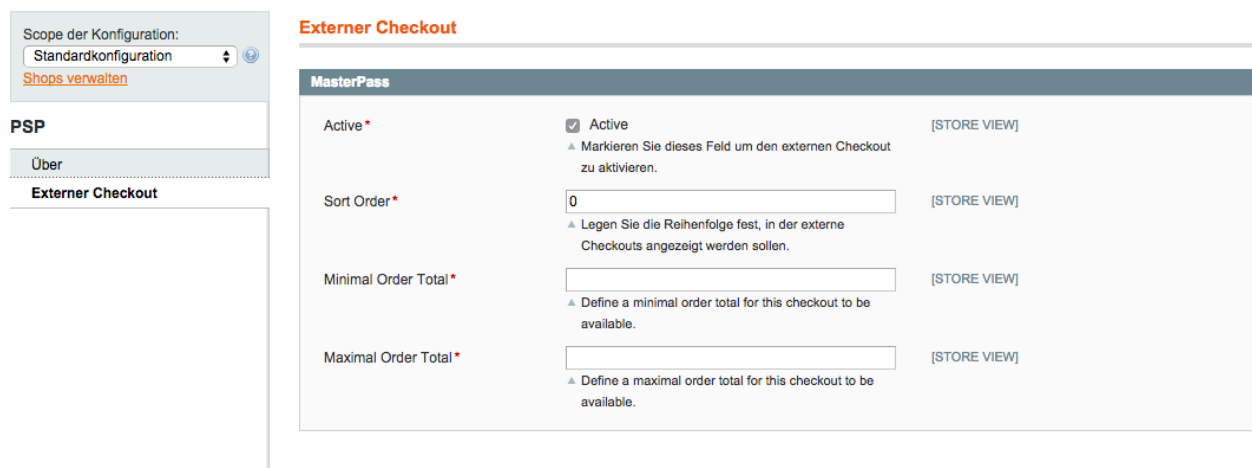 Scope der Konfiguration:
Standardkonfiguration
Shops verwalten
PSP
Über
Externer Checkout
Externer Checkout
MasterPass
Active* Active [STORE VIEW]
▲ Markieren Sie dieses Feld um den externen Checkout
zu aktivieren.
Sort Order* 0 [STORE VIEW]
▲ Legen Sie die Reihenfolge fest, in der externe
Checkouts angezeigt werden sollen.
Minimal Order Total* [STORE VIEW]
▲ Define a minimal order total for this checkout to be
available.
Maximal Order Total* [STORE VIEW]
▲ Define a maximal order total for this checkout to be
available.